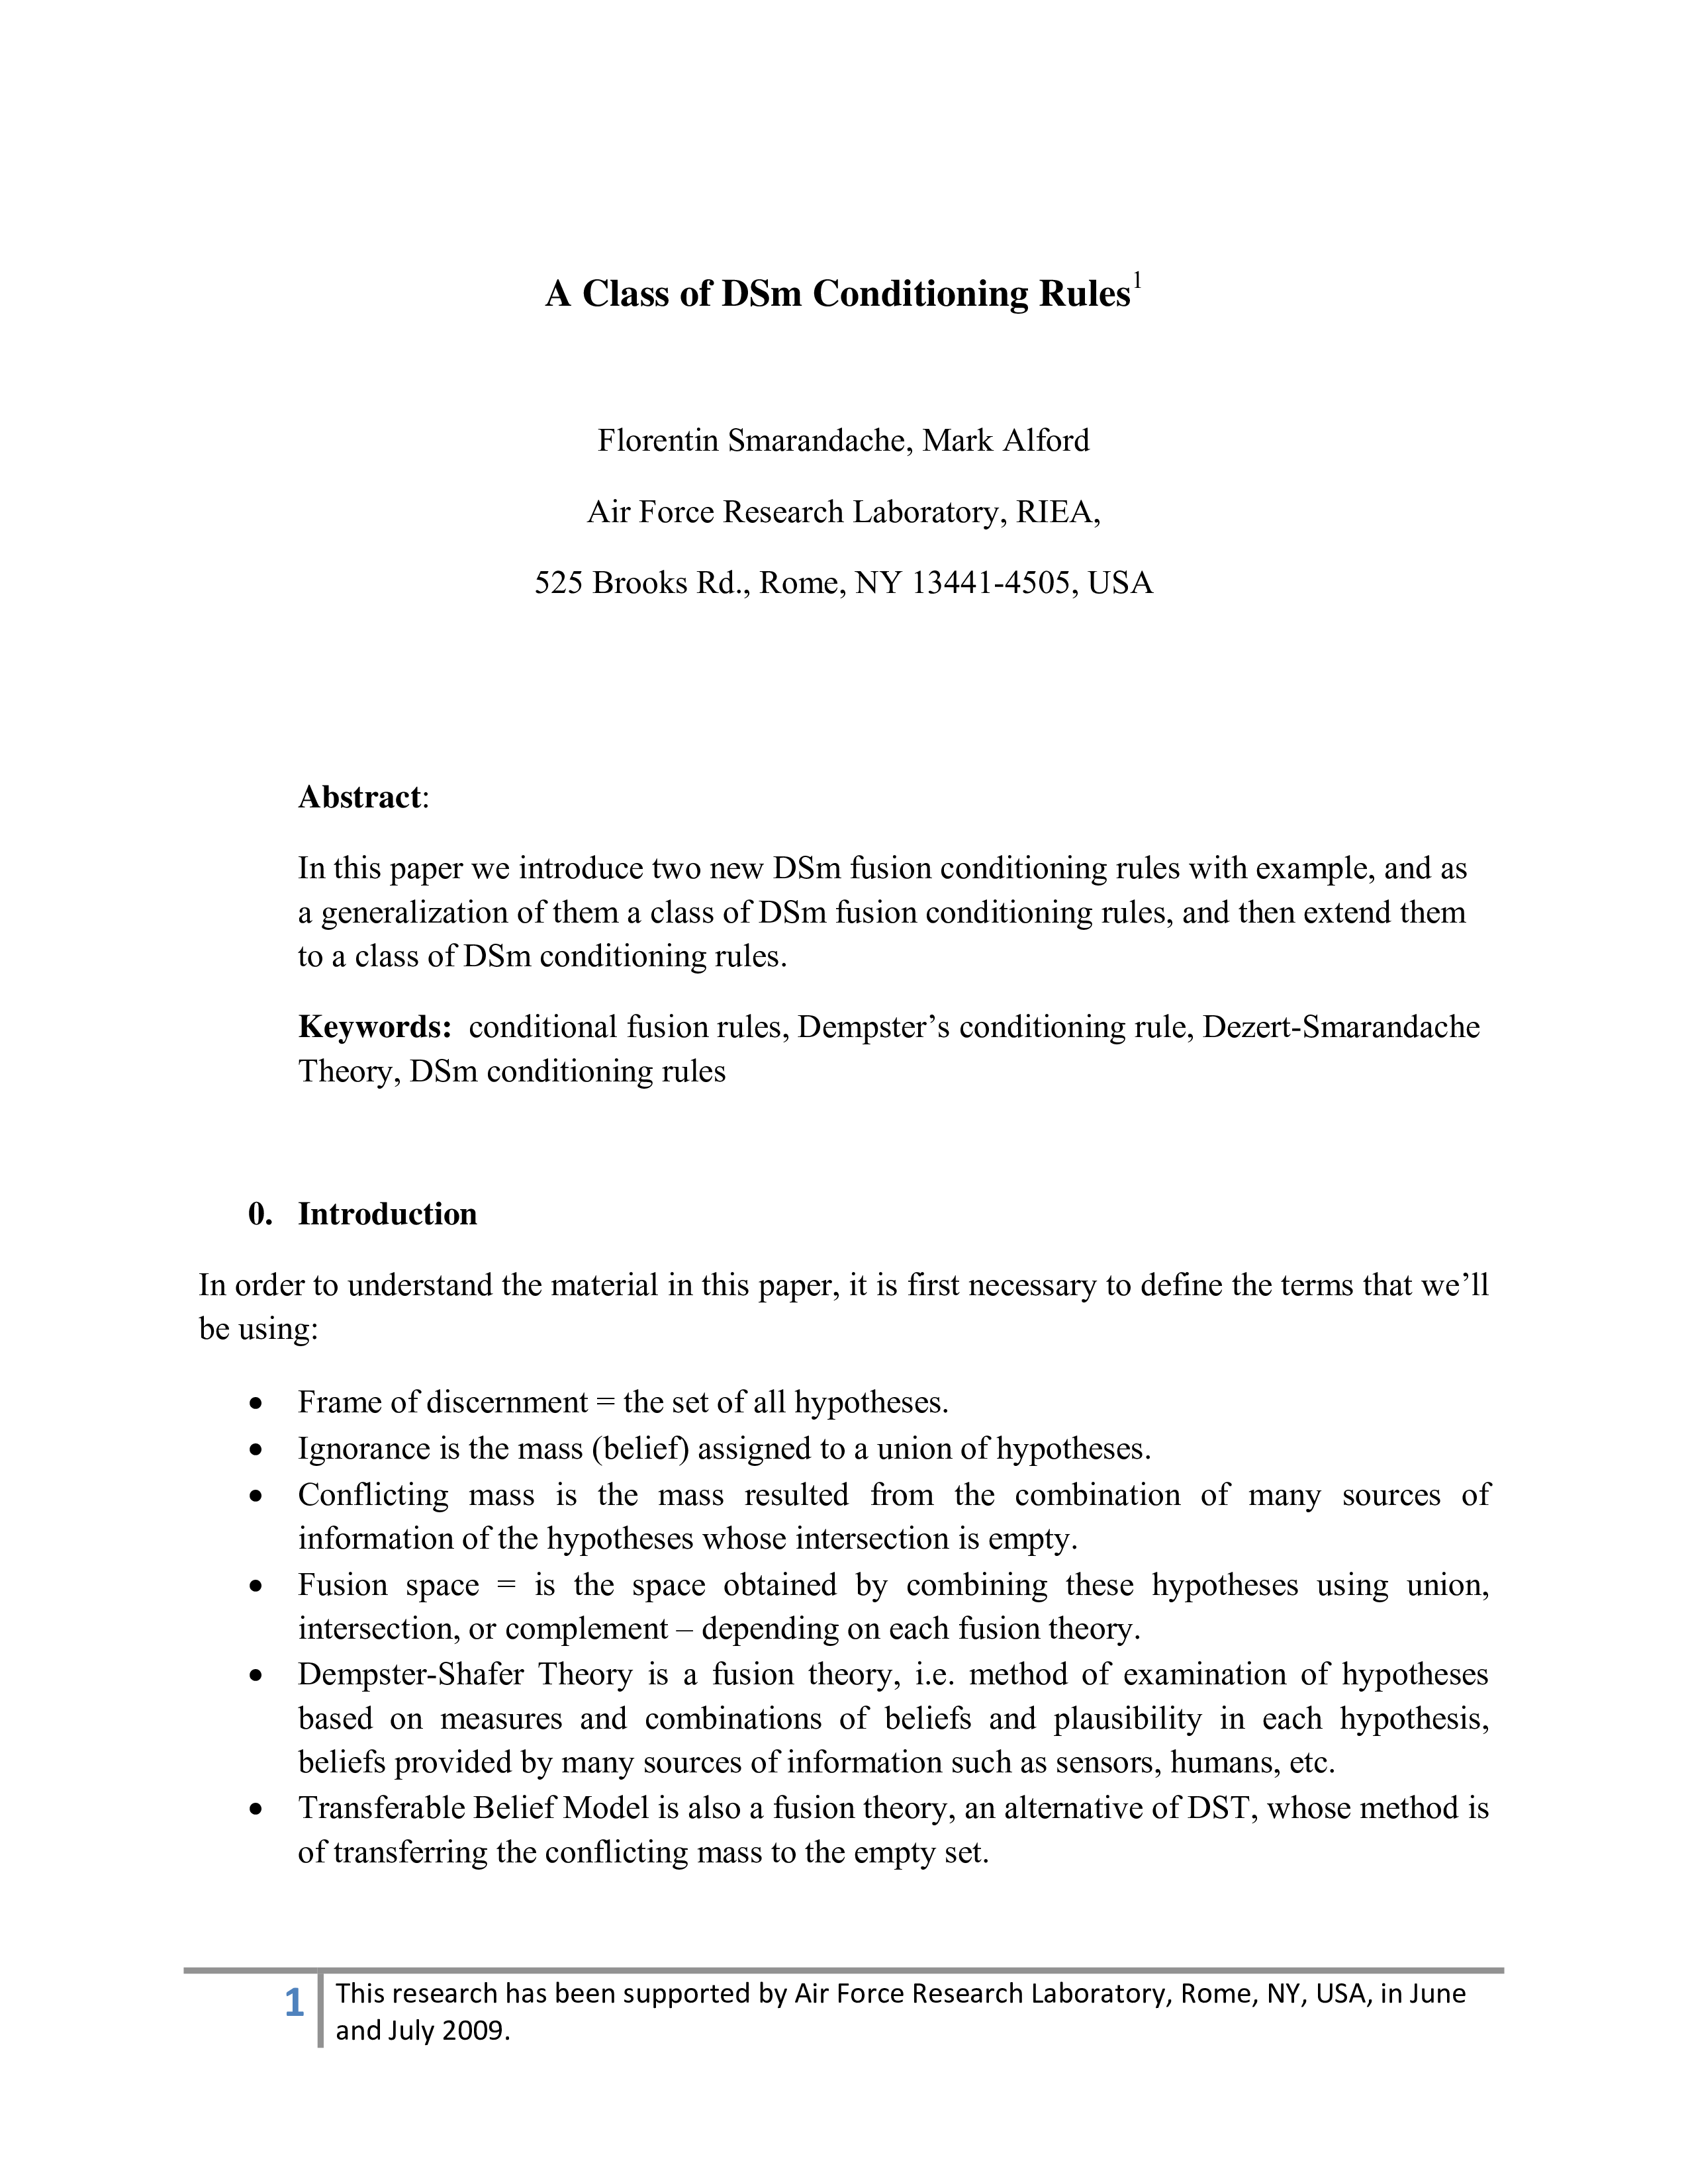 A Class of DSm Conditioning Rules1
Florentin Smarandache, Mark Alford
Air Force Research Laboratory, RIEA,
525 Brooks Rd., Rome, NY 13441-4505, USA
Abstract:
In this paper we introduce two new DSm fusion conditioning rules with example, and as
a generalization of them a class of DSm fusion conditioning rules, and then extend them
to a class of DSm conditioning rules.
Keywords: conditional fusion rules, Dempster’s conditioning rule, Dezert-Smarandache
Theory, DSm conditioning rules
0. Introduction
In order to understand the material in this paper, it is first necessary to define the terms that we’ll
be using:
• Frame of discernment = the set of all hypotheses.
• Ignorance is the mass (belief) assigned to a union of hypotheses.
• Conflicting mass is the mass resulted from the combination of many sources of
information of the hypotheses whose intersection is empty.
• Fusion space = is the space obtained by combining these hypotheses using union,
intersection, or complement – depending on each fusion theory.
• Dempster-Shafer Theory is a fusion theory, i.e. method of examination of hypotheses
based on measures and combinations of beliefs and plausibility in each hypothesis,
beliefs provided by many sources of information such as sensors, humans, etc.
• Transferable Belief Model is also a fusion theory, an alternative of DST, whose method is
of transferring the conflicting mass to the empty set.
1 This research has been supported by Air Force Research Laboratory, Rome, NY, USA, in June
and July 2009.